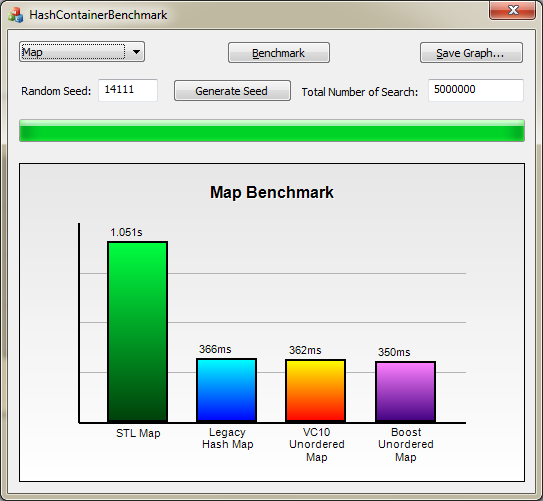 HashContainerBenchmark
Map
Benchmark
Save Graph...
Random Seed:
14111
Generate Seed
Total Number of Search:
5000000
Map Benchmark
1.051s
366ms
362ms
350ms
STL Map
Legacy
Hash Map
VC10
Unordered
Map
Boost
Unordered
Map